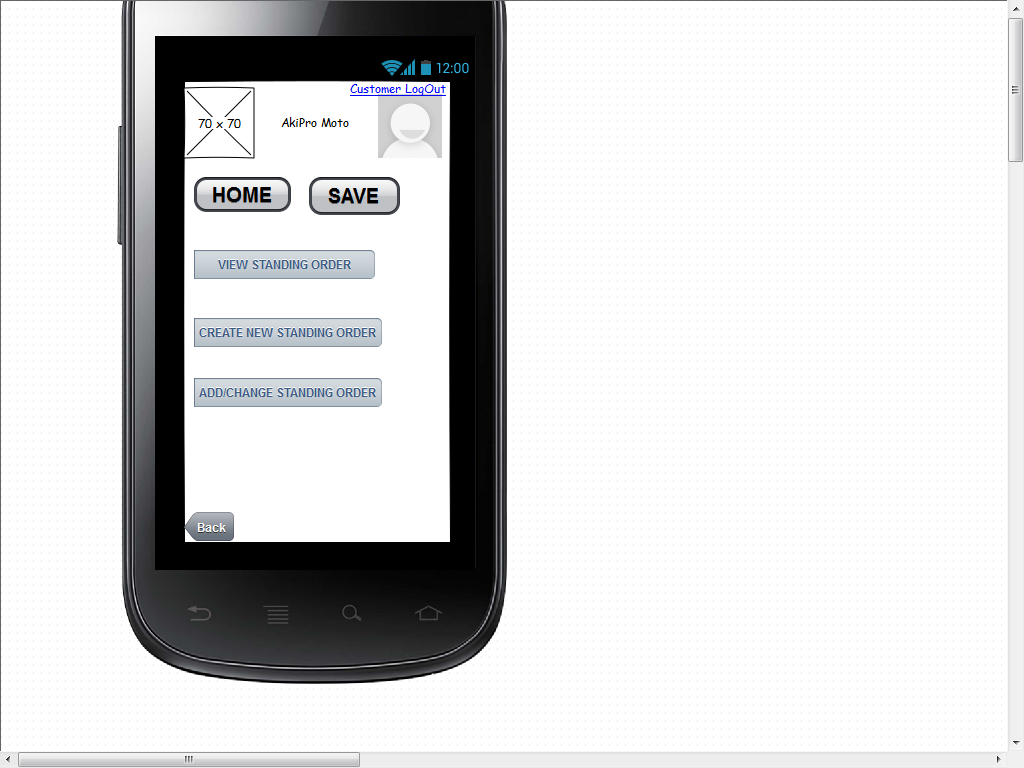 12:00
Customer LogOut
70 x 70
AkiPro Moto
HOME
SAVE
VIEW STANDING ORDER
CREATE NEW STANDING ORDER
ADD/CHANGE STANDING ORDER
Back